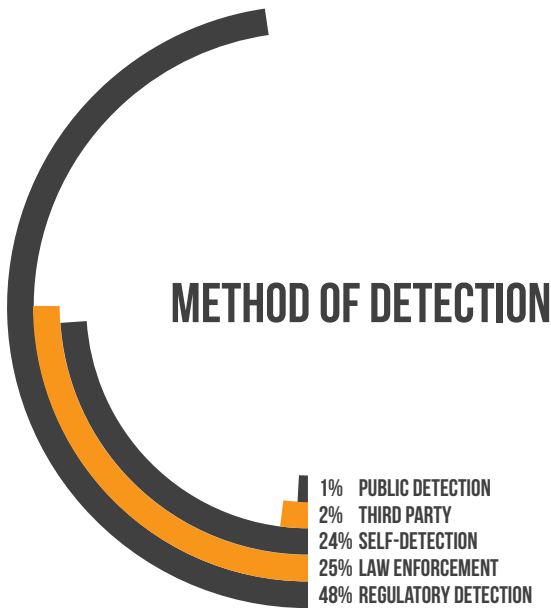 METHOD OF DETECTION
1% PUBLIC DETECTION
2% THIRD PARTY
24% SELF-DETECTION
25% LAW ENFORCEMENT
48% REGULATORY DETECTION